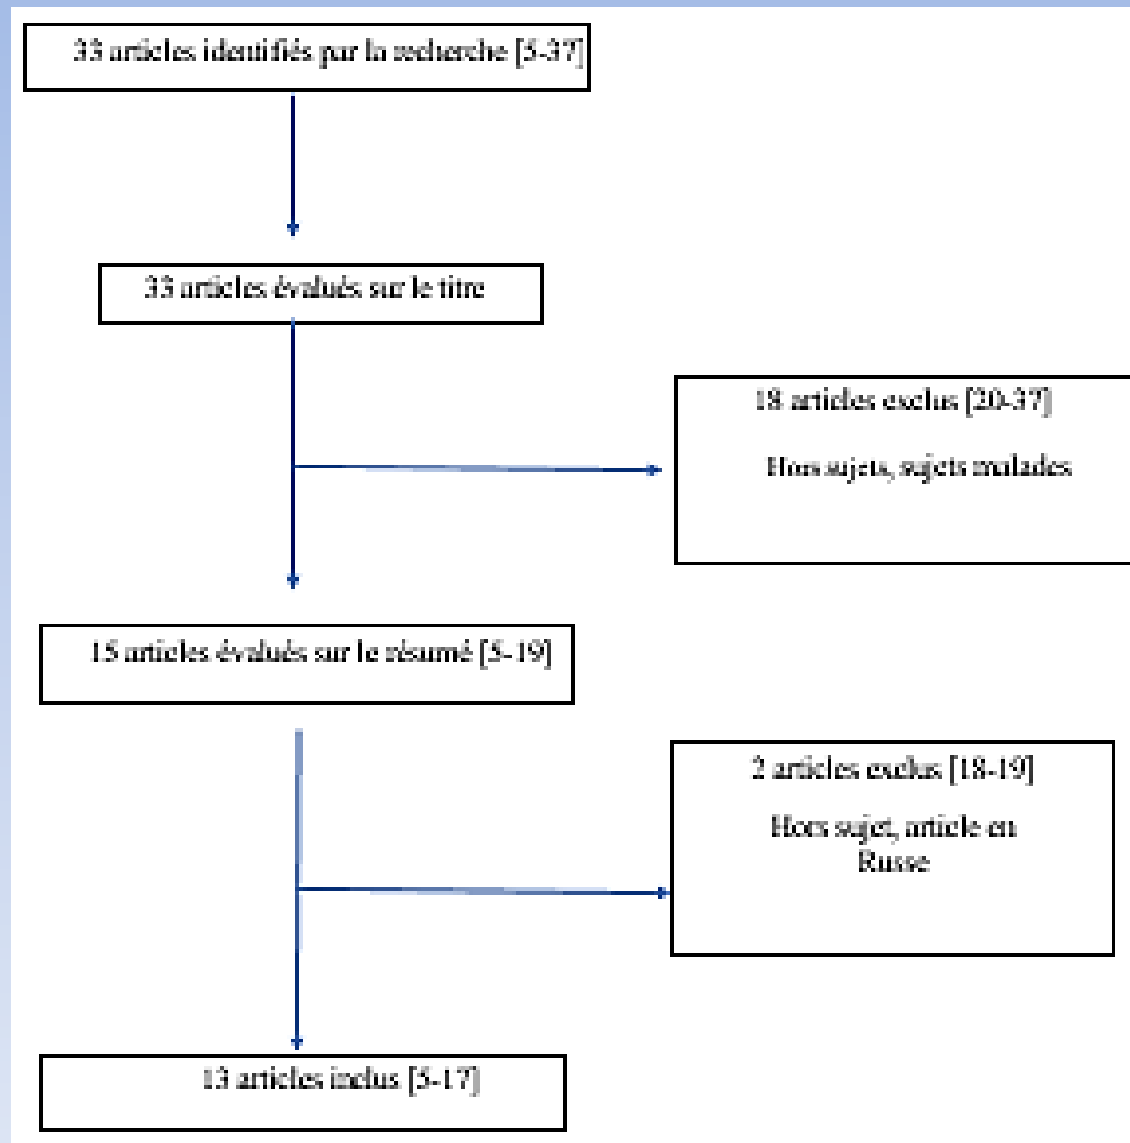 33 articles identifiés par la recherche [5-37]
33 articles évalués sur le titre
18 articles exclus [20-37]
Hors sujets, sujets malades
15 articles évalués sur le résumé [5-19]
2 articles exclus [18-19]
Hors sujet, article en
Russe
13 articles inclus [5-17]